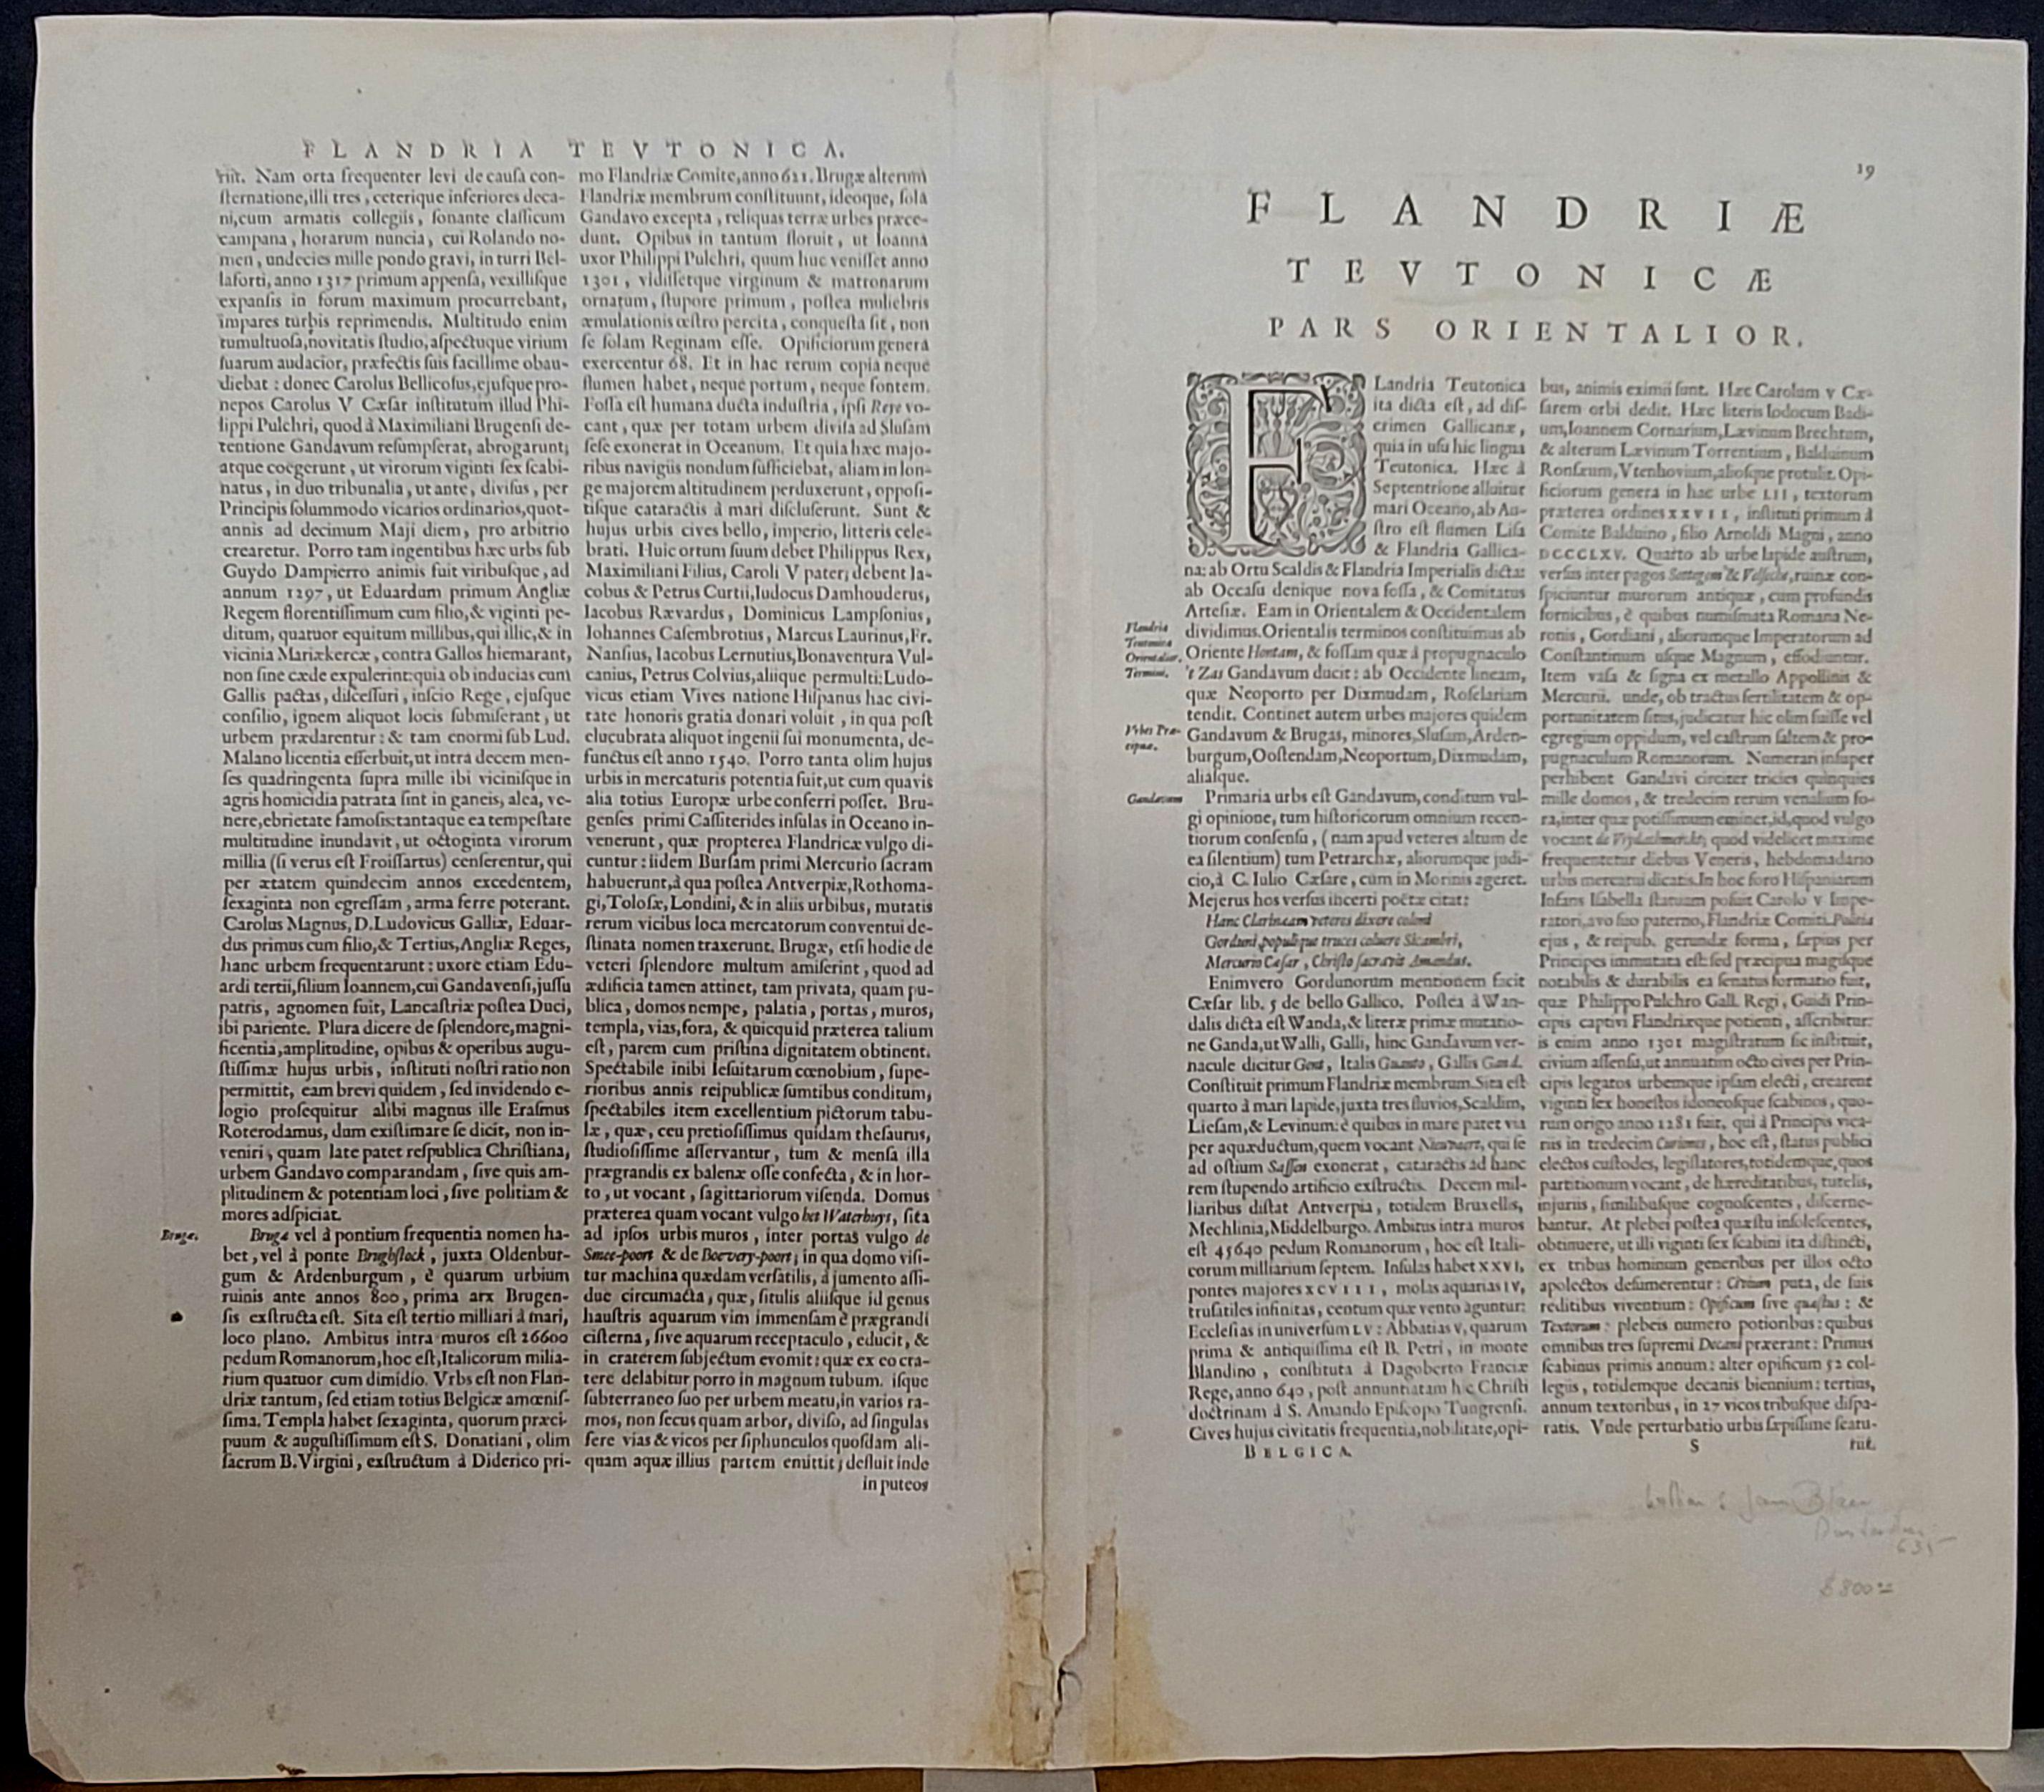 FLANDRIA TEVTONICA.
riit. Nam orta frequenter levi de cauſa con-
ſternatione, illi tres, ceterique inferiores deca-
ni, cum armatis collegiis, ſonante claſſicum
campana, horarum nuncia, cui Rolando no-
men, undecies mille pondo gravi, in turri Bel-
laforti, anno 1317 primum appenſa, vexilliſque
expanſis in forum maximum procurrebant,
impares turbis reprimendis. Multitudo enim
tumultuoſa, novitatis ſtudio, aſpectuque virium
ſuarum audacior, præfectis ſuis facillime obau-
diebat: donec Carolus Bellicoſus, ejuſque pro-
nepos Carolus V Cæſar inſtitutum illud Phi-
lippi Pulchri, quod à Maximiliani Brugenſi de-
tentione Gandavum reſumpſerat, abrogarunt;
atque coegerunt, ut virorum viginti ſex ſcabi-
natus, in duo tribunalia, ut ante, diviſus, per
Principis ſolummodo vicarios ordinarios, quot-
annis ad decimum Maji diem, pro arbitrio
crearetur. Porro tam ingentibus hæc urbs ſub
Guydo Dampierro animis fuit viribuſque, ad
annum 1297, ut Eduardum primum Angliæ
Regem florentiſſimum cum filio, & viginti pe-
ditum, quatuor equitum millibus, qui illic, & in
vicinia Mariækercæ, contra Gallos hiemarant,
non ſine cæde expulerint: quia ob inducias cum
Gallis pactas, diſceſſuri, inſcio Rege, ejuſque
conſilio, ignem aliquot locis ſubmiſerant, ut
urbem prædarentur: & tam enormi ſub Lud.
Malano licentia efferbuit, ut intra decem men-
ſes quadringenta ſupra mille ibi viciniſque in
agris homicidia patrata ſint in ganeis, alea, ve-
nere, ebrietate famoſis: tantaque ea tempeſtate
multitudine inundavit, ut octoginta virorum
millia (ſi verus eſt Froiſſartus) cenſerentur, qui
per ætatem quindecim annos excedentem,
ſexaginta non egreſſam, arma ferre poterant.
Carolus Magnus, D. Ludovicus Galliæ, Eduar-
dus primus cum filio, & Tertius, Angliæ Reges,
hanc urbem frequentarunt: uxore etiam Edu-
ardi tertii, filium Ioannem, cui Gandavenſi, juſſu
patris, agnomen fuit, Lancaſtriæ poſtea Duci,
ibi pariente. Plura dicere de ſplendore, magni-
ficentia, amplitudine, opibus & operibus augu-
ſtiſſimæ hujus urbis, inſtituti noſtri ratio non
permittit, eam brevi quidem, ſed invidendo e-
logio proſequitur alibi magnus ille Eraſmus
Roterodamus, dum exiſtimare ſe dicit, non in-
veniri, quam late patet reſpublica Chriſtiana,
urbem Gandavo comparandam, ſive quis am-
plitudinem & potentiam loci, ſive politiam &
mores adſpiciat.
Brugæ.
Brugæ vel à pontium frequentia nomen ha-
bet, vel à ponte Brughſtock, juxta Oldenbur-
gum & Ardenburgum, è quarum urbium
ruinis ante annos 800, prima arx Brugen-
ſis exſtructa eſt. Sita eſt tertio milliari à mari,
loco plano. Ambitus intra muros eſt 26600
pedum Romanorum, hoc eſt, Italicorum milia-
rium quatuor cum dimidio. Vrbs eſt non Flan-
driæ tantum, ſed etiam totius Belgicæ amœniſ-
ſima. Templa habet ſexaginta, quorum præci-
puum & auguſtiſſimum eſt S. Donatiani, olim
ſacrum B. Virgini, exſtructum à Diderico pri-
mo Flandriæ Comite, anno 621. Brugæ alterum
Flandriæ membrum conſtituunt, ideoque, ſola
Gandavo excepta, reliquas terræ urbes præce-
dunt. Opibus in tantum floruit, ut Ioanna
uxor Philippi Pulchri, quum huc veniſſet anno
1301, vidiſſetque virginum & matronarum
ornatum, ſtupore primum, poſtea muliebris
æmulationis œſtro percita, conqueſta ſit, non
ſe ſolam Reginam eſſe. Opificiorum genera
exercentur 68. Et in hac rerum copia neque
flumen habet, neque portum, neque fontem.
Foſſa eſt humana ducta induſtria, ipſi Reye vo-
cant, quæ per totam urbem diviſa ad Sluſam
ſeſe exonerat in Oceanum. Et quia hæc majo-
ribus navigiis nondum ſufficiebat, aliam in lon-
ge majorem altitudinem perduxerunt, oppoſi-
tiſque cataractis à mari diſcluſerunt. Sunt &
hujus urbis cives bello, imperio, litteris cele-
brati. Huic ortum ſuum debet Philippus Rex,
Maximiliani Filius, Caroli V pater; debent Ia-
cobus & Petrus Curtii, Iudocus Damhouderus,
Iacobus Rævardus, Dominicus Lampſonius,
Johannes Caſembrotius, Marcus Laurinus, Fr.
Nanſius, Iacobus Lernutius, Bonaventura Vul-
canius, Petrus Colvius, aliique permulti: Ludo-
vicus etiam Vives natione Hiſpanus hac civi-
tate honoris gratia donari voluit, in qua poſt
elucubrata aliquot ingenii ſui monumenta, de-
functus eſt anno 1540. Porro tanta olim hujus
urbis in mercaturis potentia fuit, ut cum quavis
alia totius Europæ urbe conferri poſſet. Bru-
genſes primi Caſſiterides inſulas in Oceano in-
venerunt, quæ propterea Flandricæ vulgo di-
cuntur: Iidem Burſam primi Mercurio ſacram
habuerunt, à qua poſtea Antverpiæ, Rothoma-
gi, Toloſæ, Londini, & in aliis urbibus, mutatis
rerum vicibus loca mercatorum conventui de-
ſtinata nomen traxerunt. Brugæ, etſi hodie de
veteri ſplendore multum amiſerint, quod ad
ædificia tamen attinet, tam privata, quam pu-
blica, domos nempe, palatia, portas, muros,
templa, vias, fora, & quicquid præterea talium
eſt, parem cum priſtina dignitatem obtinent.
Spectabile inibi Ieſuitarum cœnobium, ſupe-
rioribus annis reipublicæ ſumtibus conditum,
ſpectabiles item excellentium pictorum tabu-
læ, quæ, ceu pretioſiſſimus quidam theſaurus,
ſtudioſiſſime aſſervantur, tum & menſa illa
prægrandis ex balenæ oſſe confecta, & in hor-
to, ut vocant, ſagittariorum viſenda. Domus
præterea quam vocant vulgo het Waterhuys, ſita
ad ipſos urbis muros, inter portas vulgo de
Smee-poort & de Boevery-poort; in qua domo viſi-
tur machina quædam verſatilis, à jumento aſſi-
due circumacta, quæ, ſitulis aliiſque id genus
hauſtris aquarum vim immenſam è prægrandi
ciſterna, ſive aquarum receptaculo, educit, &
in craterem ſubjectum evomit: quæ ex eo cra-
tere delabitur porro in magnum tubum. iſque
ſubterraneo ſuo per urbem meatu, in varios ra-
mos, non ſecus quam arbor, diviſo, ad ſingulas
fere vias & vicos per ſiphunculos quoſdam ali-
quam aquæ illius partem emittit; defluit inde
in puteos
19
FLANDRIÆ
TEVTONICÆ
PARS ORIENTALIOR.
FLandria Teutonica
ita dicta eſt, ad diſ-
crimen Gallicanæ,
quia in uſu hic lingua
Teutonica. Hæc à
Septentrione alluitur
mari Oceano, ab Au-
ſtro eſt flumen Liſa
& Flandria Gallica-
na: ab Ortu Scaldis & Flandria Imperialis dicta:
ab Occaſu denique nova foſſa, & Comitatus
Arteſiæ. Eam in Orientalem & Occidentalem
Flandriæ
Teutonicæ
Orientalior.
Termini.
dividimus. Orientalis terminos conſtituimus ab
Oriente Hontam, & foſſam quæ à propugnaculo
't Zas Gandavum ducit: ab Occidente lineam,
quæ Neoporto per Dixmudam, Roſelariam
tendit. Continet autem urbes majores quidem
Vrbes Præ-
cipuæ.
Gandavum & Brugas, minores, Sluſam, Arden-
burgum, Ooſtendam, Neoportum, Dixmudam,
aliaſque.
Gandavum
Primaria urbs eſt Gandavum, conditum vul-
gi opinione, tum hiſtoricorum omnium recen-
tiorum conſenſu, (nam apud veteres altum de
ea ſilentium) tum Petrarchæ, aliorumque judi-
cio, à C. Iulio Cæſare, cum in Morinis ageret.
Mejerus hos verſus incerti poëtæ citat:
Hanc Clarineam veteres dixere coloni
Gorduni, populique truces coluere Sicambri,
Mercurio Cæſar, Chriſto ſacravit Amandus.
Enimvero Gordunorum mentionem facit
Cæſar lib. 5 de bello Gallico. Poſtea à Wan-
dalis dicta eſt Wanda, & literæ primæ mutatio-
ne Ganda, ut Walli, Galli, hinc Gandavum ver-
nacule dicitur Gent, Italis Guanto, Gallis Gand.
Conſtituit primum Flandriæ membrum. Sita eſt
quarto à mari lapide, juxta tres fluvios, Scaldim,
Lieſam, & Levinum: è quibus in mare patet via
per aquæductum, quem vocant Nieuvaert, qui ſe
ad oſtium Saſſen exonerat, cataractis ad hanc
rem ſtupendo artificio exſtructis. Decem mil-
liaribus diſtat Antverpia, totidem Bruxellis,
Mechlinia, Middelburgo. Ambitus intra muros
eſt 45640 pedum Romanorum, hoc eſt Itali-
corum milliarium ſeptem. Inſulas habet XXVI,
pontes majores XCVIII, molas aquarias IV,
truſatiles infinitas, centum quæ vento aguntur:
Eccleſias in univerſum LV: Abbatias V, quarum
prima & antiquiſſima eſt B. Petri, in monte
Blandino, conſtituta à Dagoberto Franciæ
Rege, anno 640, poſt annuntiatam hîc Chriſti
doctrinam à S. Amando Epiſcopo Tungrenſi.
Cives hujus civitatis frequentia, nobilitate, opi-
BELGICA.
bus, animis eximii ſunt. Hæc Carolum V Cæ-
ſarem orbi dedit. Hæc literis Iodocum Badi-
um, Ioannem Cornarium, Lævinum Brechtum,
& alterum Lævinum Torrentium, Balduinum
Ronſæum, Vtenhovium, alioſque protulit. Opi-
ficiorum genera in hac urbe LII, textorum
præterea ordines XXVII, inſtituti primum à
Comite Balduino, filio Arnoldi Magni, anno
DCCCLXV. Quarto ab urbe lapide auſtrum,
verſus inter pagos Sottegem & Velſeke, ruinæ con-
ſpiciuntur murorum antiquæ, cum profundis
fornicibus, è quibus numiſmata Romana Ne-
ronis, Gordiani, aliorumque Imperatorum ad
Conſtantinum uſque Magnum, effodiuntur.
Item vaſa & ſigna ex metallo Appollinis &
Mercurii. unde, ob tractus fertilitatem & op-
portunitatem ſitus, judicatur hic olim fuiſſe vel
egregium oppidum, vel caſtrum ſaltem & pro-
pugnaculum Romanorum. Numerari inſuper
perhibent Gandavi circiter tricies quinquies
mille domos, & tredecim rerum venalium fo-
ra, inter quæ potiſſimum eminet, id, quod vulgo
vocant de Vrydachmerckt; quod videlicet maxime
frequentetur diebus Veneris, hebdomadario
urbis mercatui dicatis. In hoc foro Hiſpaniarum
Infans Iſabella ſtatuam poſuit Carolo V Impe-
ratori, avo ſuo paterno, Flandriæ Comiti. Politia
ejus, & reipub. gerundæ forma, ſæpius per
Principes immutata eſt: ſed præcipua magiſque
notabilis & durabilis ea ſenatus formatio fuit,
quæ Philippo Pulchro Gall. Regi, Guidi Prin-
cipis captivi Flandriæque potienti, aſſcribitur:
is enim anno 1301 magiſtratum ſic inſtituit,
civium aſſenſu, ut annuatim octo cives per Prin-
cipis legatos urbemque ipſam electi, crearent
viginti ſex honeſtos idoneoſque ſcabinos, quo-
rum origo anno 1281 fuit, qui à Principis vica-
riis in tredecim Curiones, hoc eſt, ſtatus publici
electos cuſtodes, legiſlatores, totidemque, quos
partitionum vocant, de hæreditatibus, tutelis,
injuriis, ſimilibuſque cognoſcentes, diſcerne-
bantur. At plebei poſtea quæſtu inſoleſcentes,
obtinuere, ut illi viginti ſex ſcabini ita diſtincti,
ex tribus hominum generibus per illos octo
apolectos deſumerentur: Civium puta, de ſuis
reditibus viventium: Opificum ſive quæſtus: &
Textorum: plebeis numero potioribus: quibus
omnibus tres ſupremi Decani præerant: Primus
ſcabinus primis annum: alter opificum 52 col-
legiis, totidemque decanis biennium: tertius,
annum textoribus, in 27 vicos tribuſque diſpa-
ratis. Vnde perturbatio urbis ſæpiſſime ſcatu-
S
riit.
Blaeu
635
$ 800